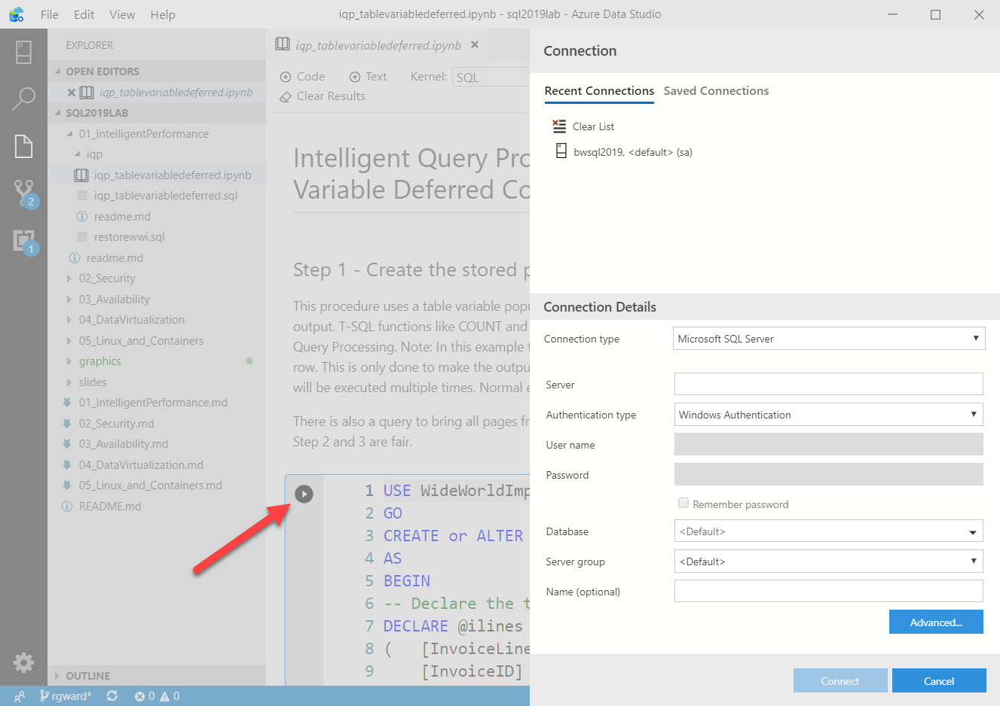 File Edit View Help
iqp_tablevariabledeferred.ipynb - sql2019lab - Azure Data Studio
EXPLORER
OPEN EDITORS
iqp_tablevariabledeferred.ipynb
SQL2019LAB
01_IntelligentPerformance
iqp
iqp_tablevariabledeferred.ipynb
iqp_tablevariabledeferred.sql
readme.md
restorewwi.sql
readme.md
02_Security
03_Availability
04_DataVirtualization
05_Linux_and_Containers
graphics
slides
01_IntelligentPerformance.md
02_Security.md
03_Availability.md
04_DataVirtualization.md
05_Linux_and_Containers.md
README.md
OUTLINE
2
1
rgward* 0 0
iqp_tablevariabledeferred.ipynb
Code Text Kernel: SQL
Clear Results
Intelligent Query Pro
Variable Deferred Co
Step 1 - Create the stored p
This procedure uses a table variable popu
output. T-SQL functions like COUNT and
Query Processing. Note: In this example t
row. This is only done to make the outpu
will be executed multiple times. Normal e
There is also a query to bring all pages fr
Step 2 and 3 are fair.
1 USE WideWorldImp
2 GO
3 CREATE or ALTER
4 AS
5 BEGIN
6 -- Declare the t
7 DECLARE @ilines
8 ( [InvoiceLine
9 [InvoiceID]
Connection
Recent Connections Saved Connections
Clear List
bwsql2019, <default> (sa)
Connection Details
Connection type Microsoft SQL Server
Server
Authentication type Windows Authentication
User name
Password
Remember password
Database <Default>
Server group <Default>
Name (optional)
Advanced...
Connect Cancel